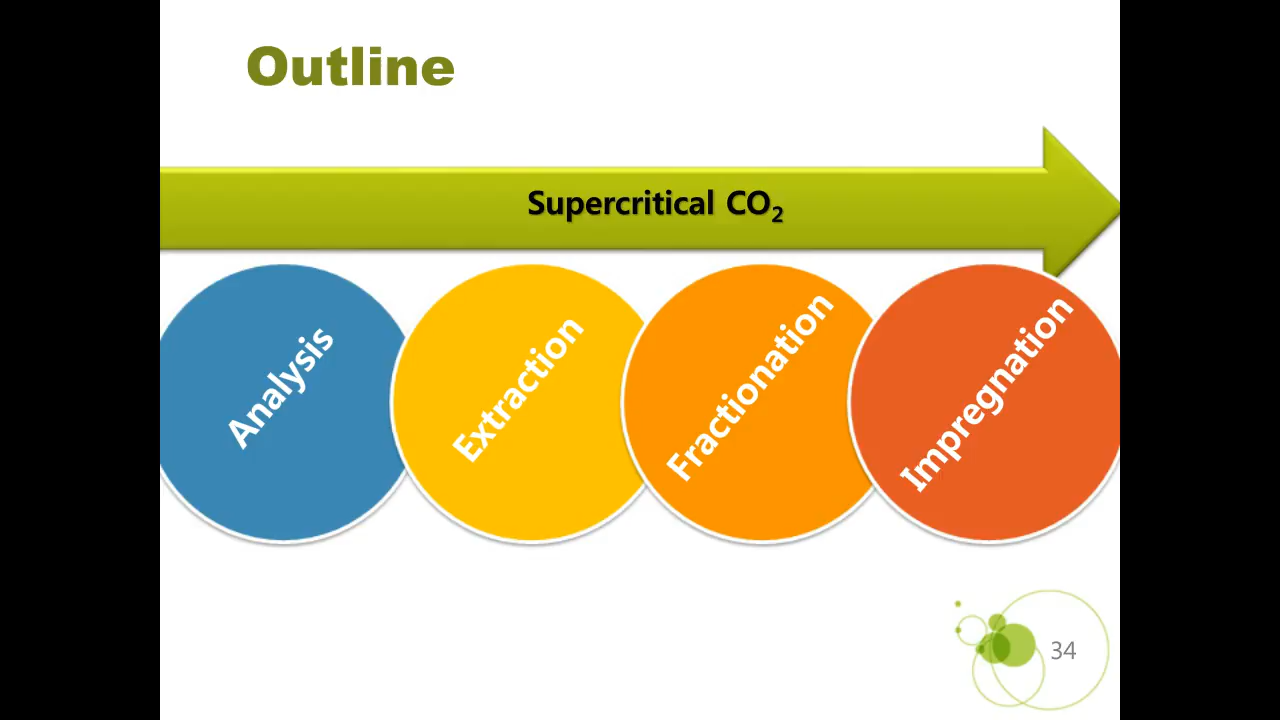 Outline
Supercritical CO₂
Analysis
Extraction
Fractionation
Impregnation
34